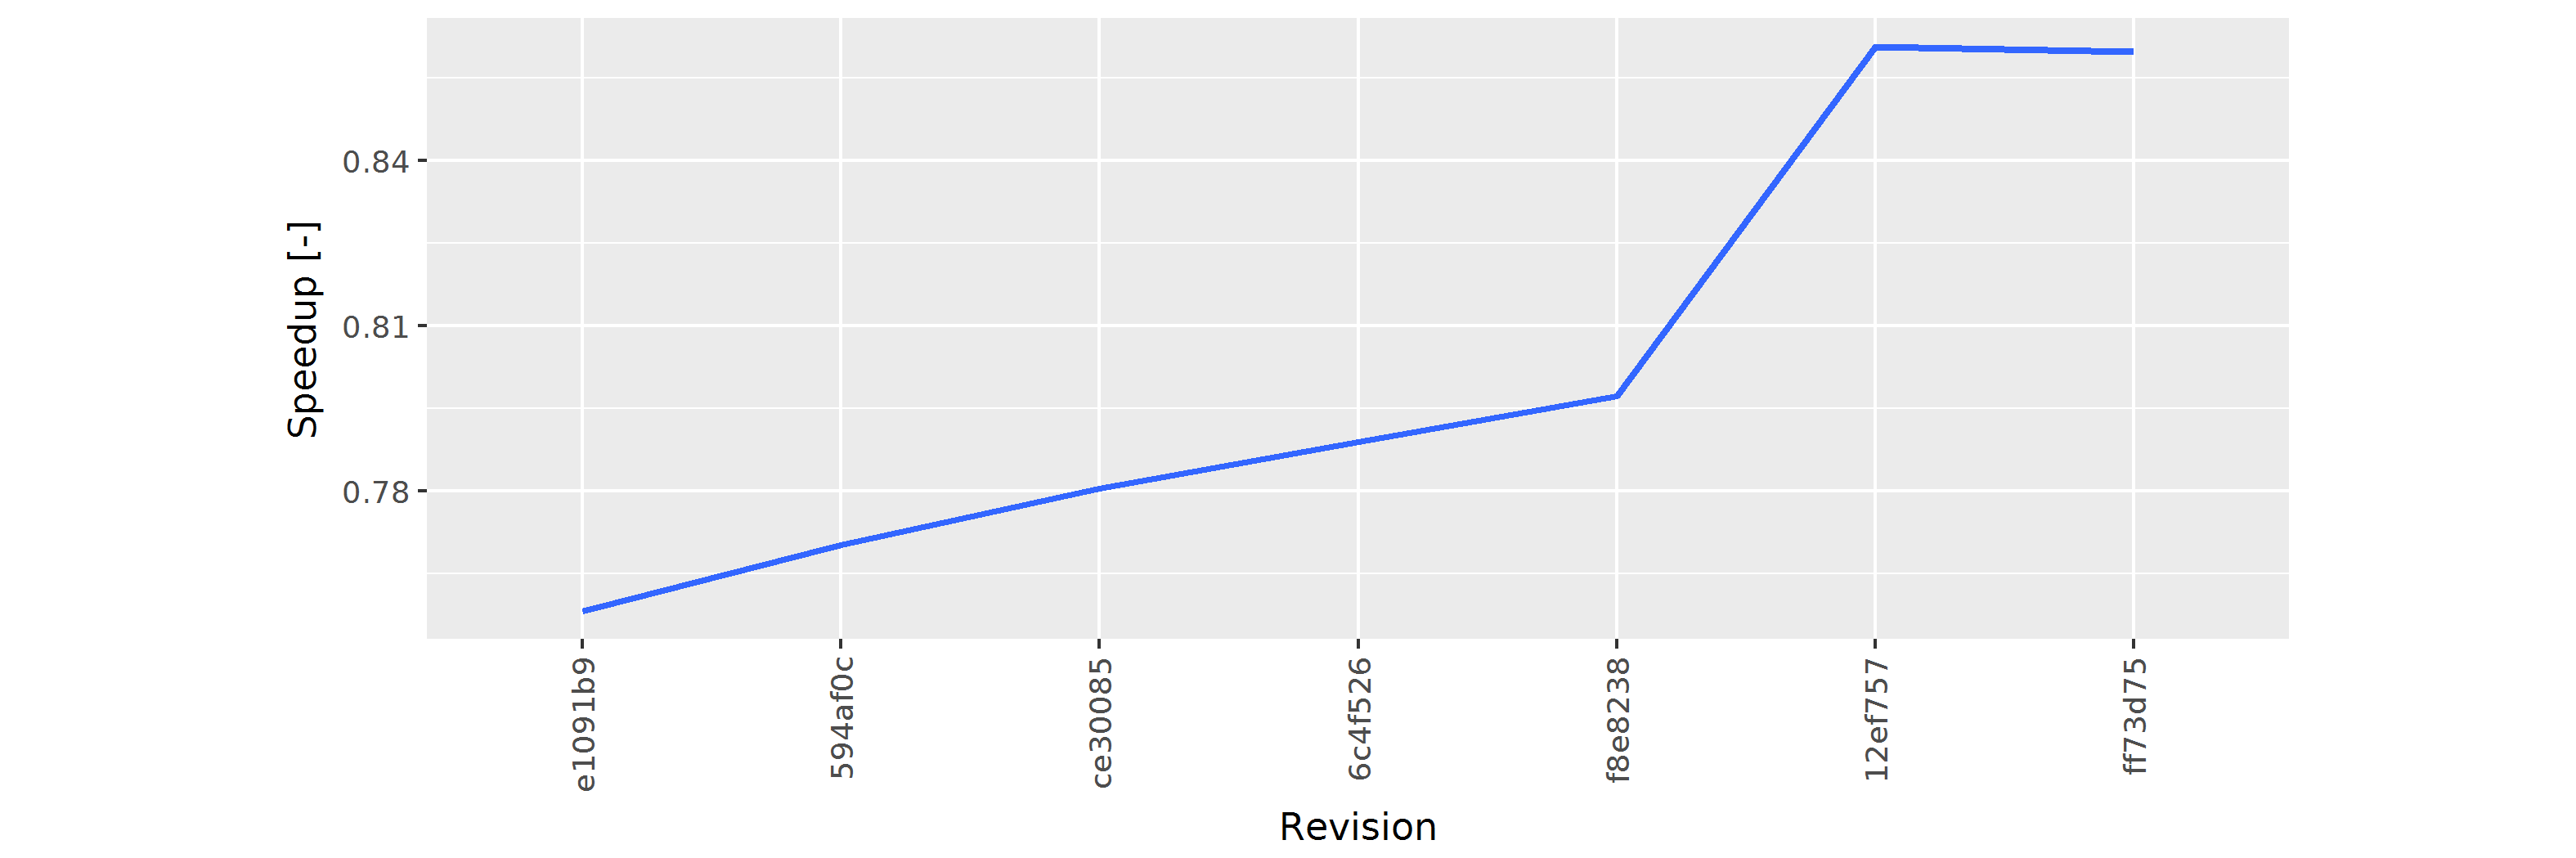 Speedup [-]
0.84
0.81
0.78
e1091b9
594af0c
ce30085
6c4f526
f8e8238
12ef757
ff73d75
Revision